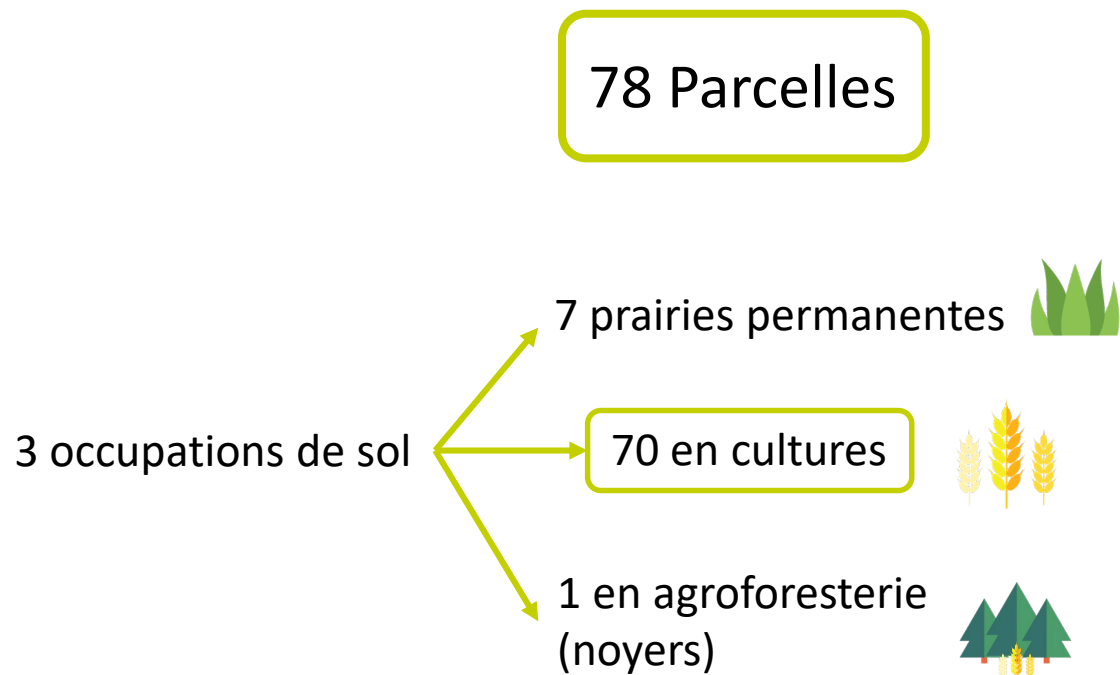 78 Parcelles
7 prairies permanentes
3 occupations de sol
70 en cultures
1 en agroforesterie
(noyers)